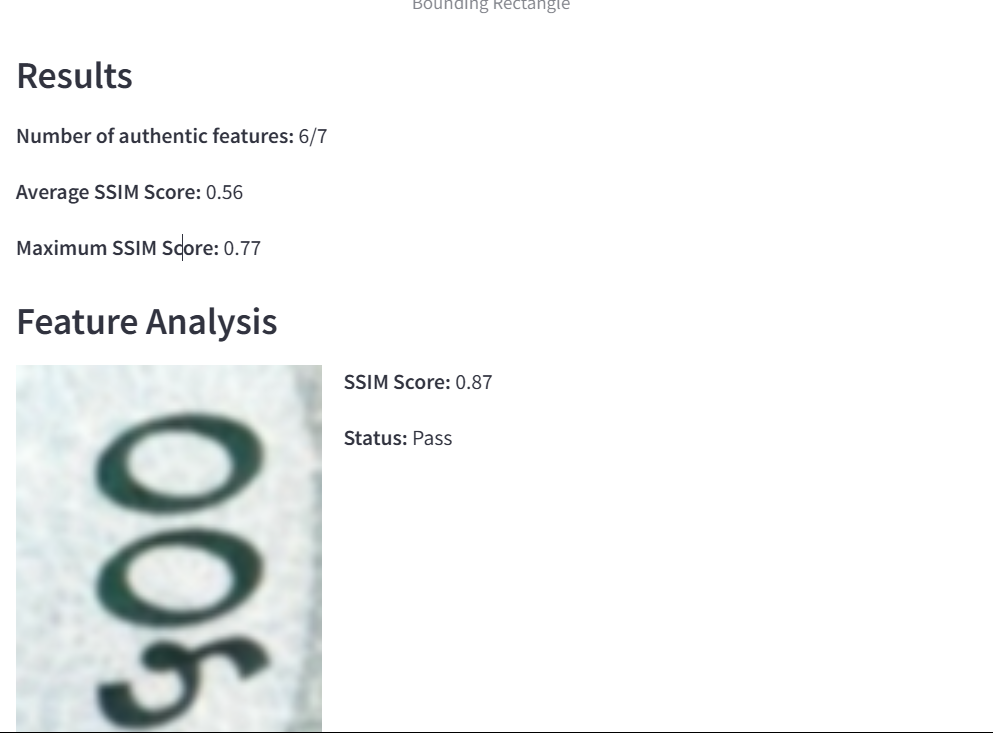 Bounding Rectangle
Results
Number of authentic features: 6/7
Average SSIM Score: 0.56
Maximum SSIM Score: 0.77
Feature Analysis
SSIM Score: 0.87
Status: Pass
500